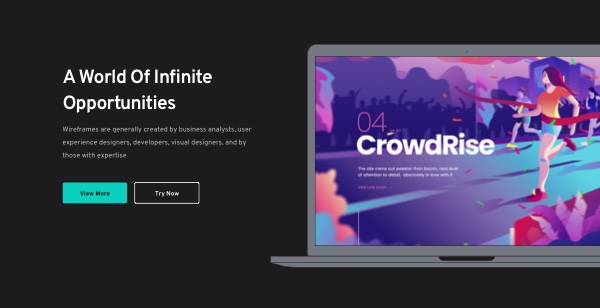 A World Of Infinite
Opportunities
Wireframes are generally created by business analysts, user
experience designers, developers, visual designers, and by
those with expertise
View More
Try Now
04
CrowdRise
The site came out sweeter than bacon, next level
of attention to detail, absolutely in love with it